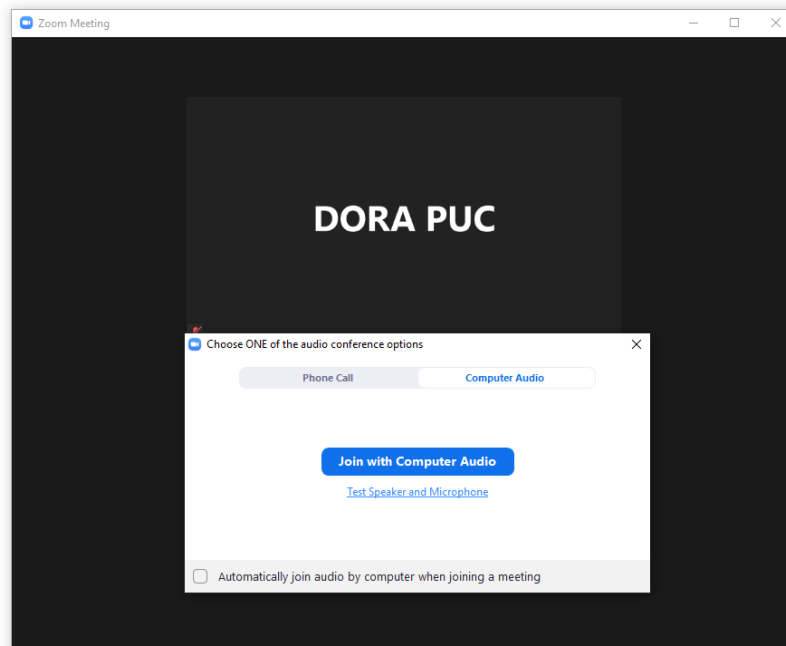 Zoom Meeting
DORA PUC
Choose ONE of the audio conference options
Phone Call
Computer Audio
Join with Computer Audio
Test Speaker and Microphone
Automatically join audio by computer when joining a meeting